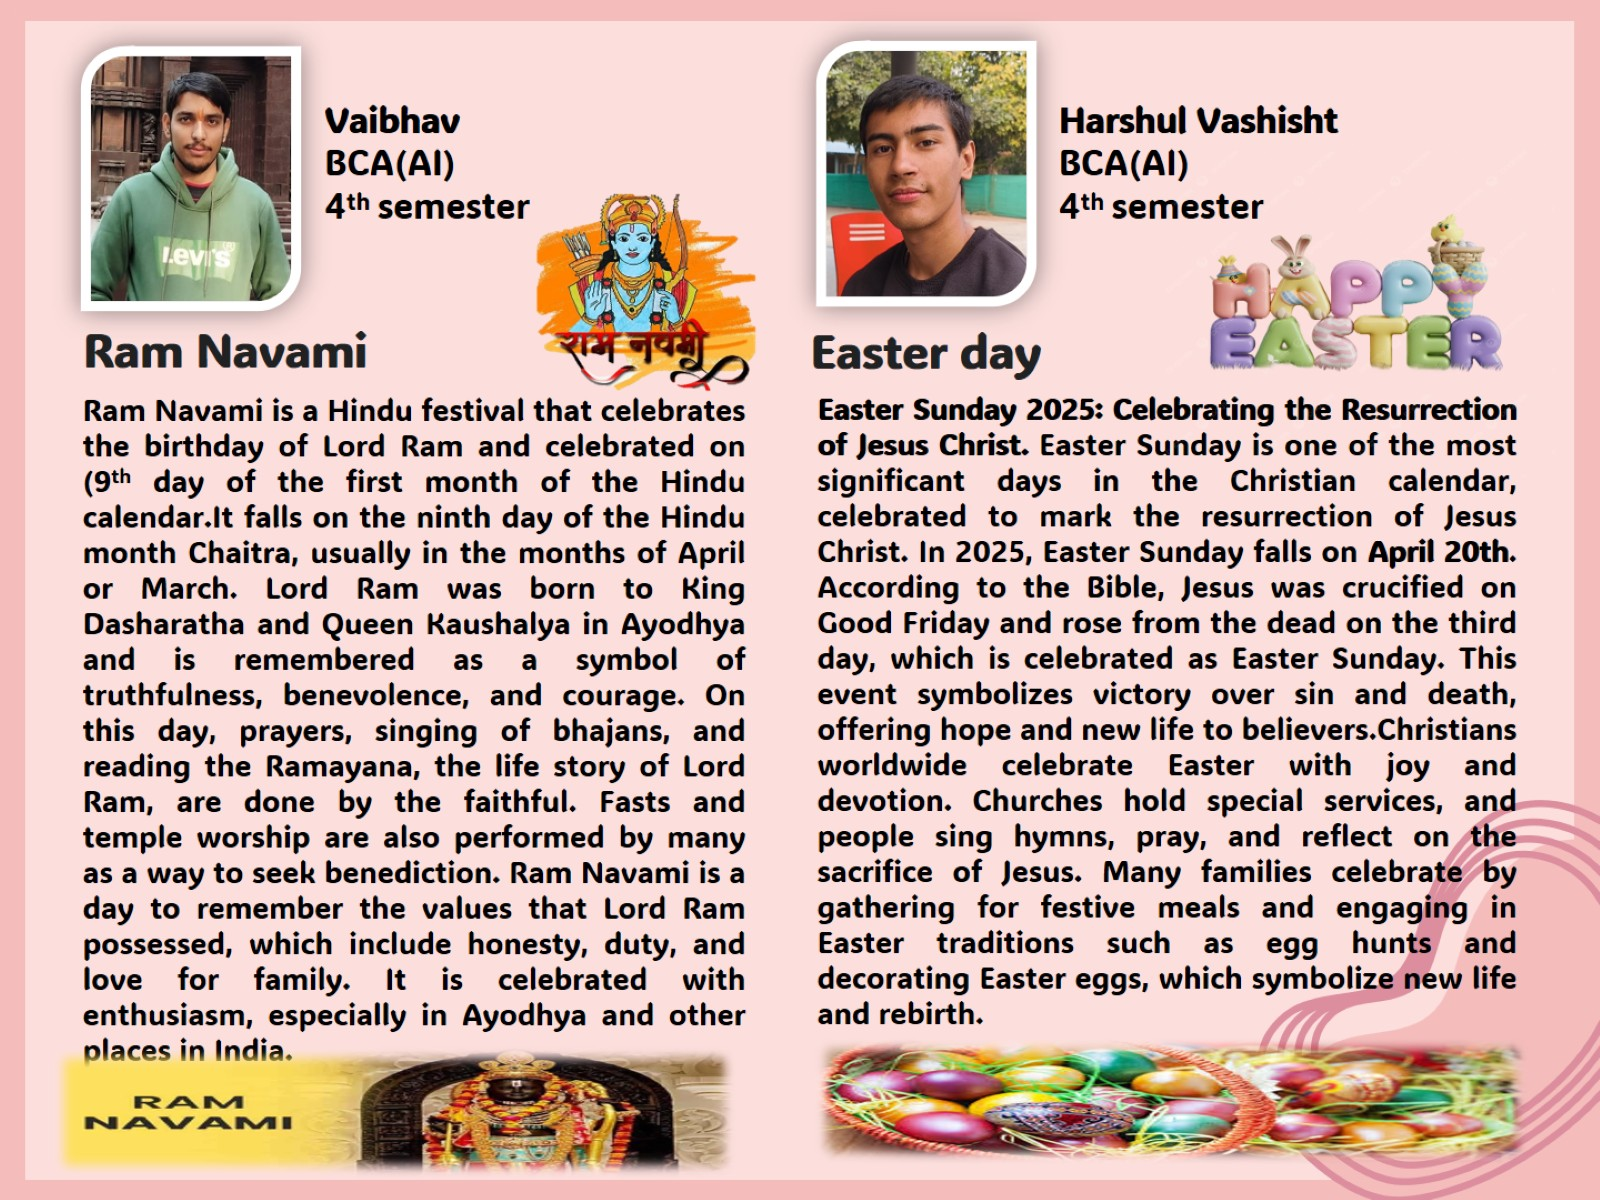 Vaibhav
BCA(AI)
4th semester
LEVI'S
राम नवमी
Ram Navami
Ram Navami is a Hindu festival that celebrates
the birthday of Lord Ram and celebrated on
(9th day of the first month of the Hindu
calendar.It falls on the ninth day of the Hindu
month Chaitra, usually in the months of April
or March. Lord Ram was born to King
Dasharatha and Queen Kaushalya in Ayodhya
and is remembered as a symbol of
truthfulness, benevolence, and courage. On
this day, prayers, singing of bhajans, and
reading the Ramayana, the life story of Lord
Ram, are done by the faithful. Fasts and
temple worship are also performed by many
as a way to seek benediction. Ram Navami is a
day to remember the values that Lord Ram
possessed, which include honesty, duty, and
love for family. It is celebrated with
enthusiasm, especially in Ayodhya and other
places in India.
RAM
NAVAMI
Harshul Vashisht
BCA(AI)
4th semester
HAPPY
EASTER
Easter day
Easter Sunday 2025: Celebrating the Resurrection
of Jesus Christ. Easter Sunday is one of the most
significant days in the Christian calendar,
celebrated to mark the resurrection of Jesus
Christ. In 2025, Easter Sunday falls on April 20th.
According to the Bible, Jesus was crucified on
Good Friday and rose from the dead on the third
day, which is celebrated as Easter Sunday. This
event symbolizes victory over sin and death,
offering hope and new life to believers.Christians
worldwide celebrate Easter with joy and
devotion. Churches hold special services, and
people sing hymns, pray, and reflect on the
sacrifice of Jesus. Many families celebrate by
gathering for festive meals and engaging in
Easter traditions such as egg hunts and
decorating Easter eggs, which symbolize new life
and rebirth.